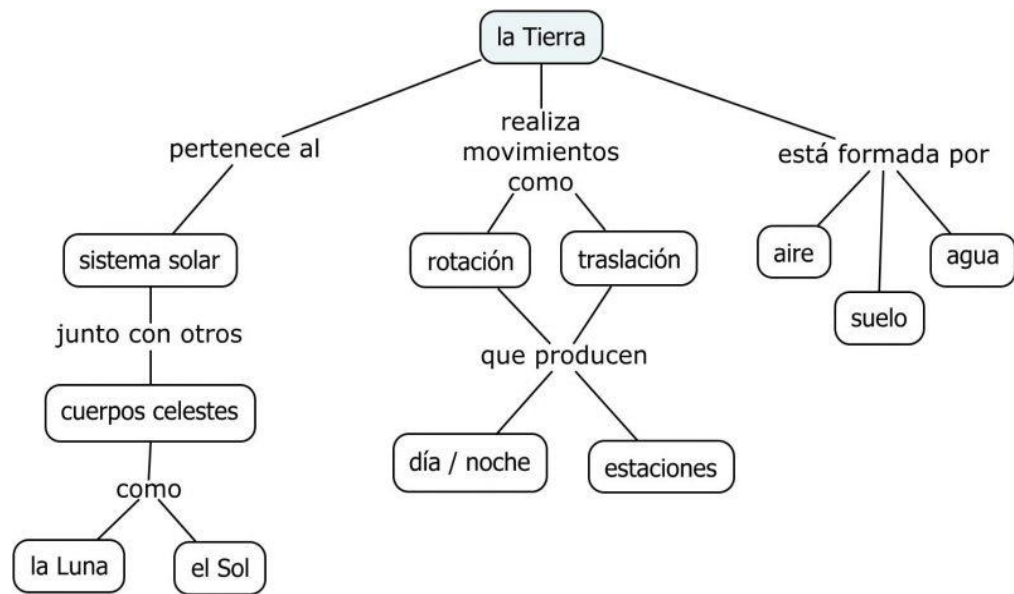 la Tierra
pertenece al
realiza
movimientos
como
está formada por
sistema solar
rotación
traslación
aire
agua
suelo
junto con otros
que producen
cuerpos celestes
día / noche
estaciones
como
la Luna
el Sol